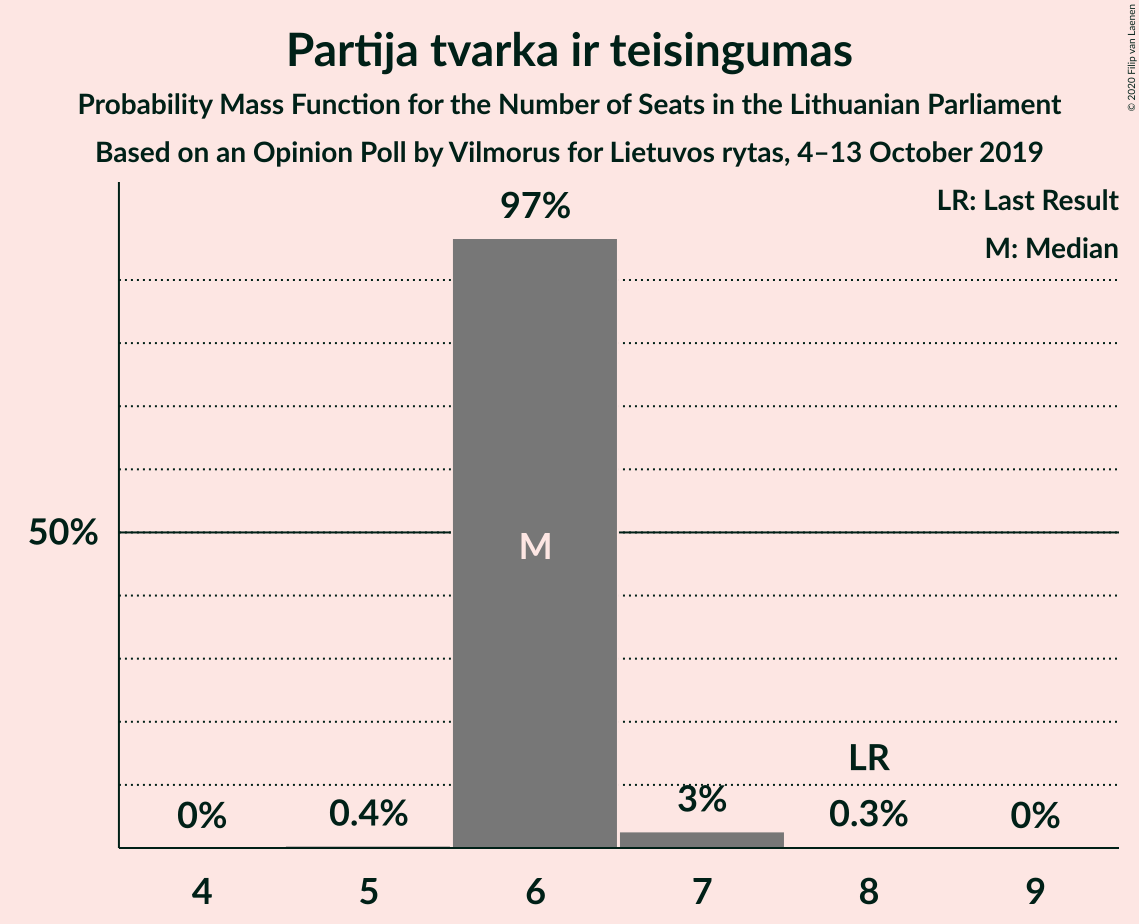 Partija tvarka ir teisingumas
Probability Mass Function for the Number of Seats in the Lithuanian Parliament
Based on an Opinion Poll by Vilmorus for Lietuvos rytas, 4–13 October 2019
© 2020 Filip van Laenen
LR: Last Result
M: Median
97%
50%
M
LR
0%
0.4%
3%
0.3%
0%
4 5 6 7 8 9